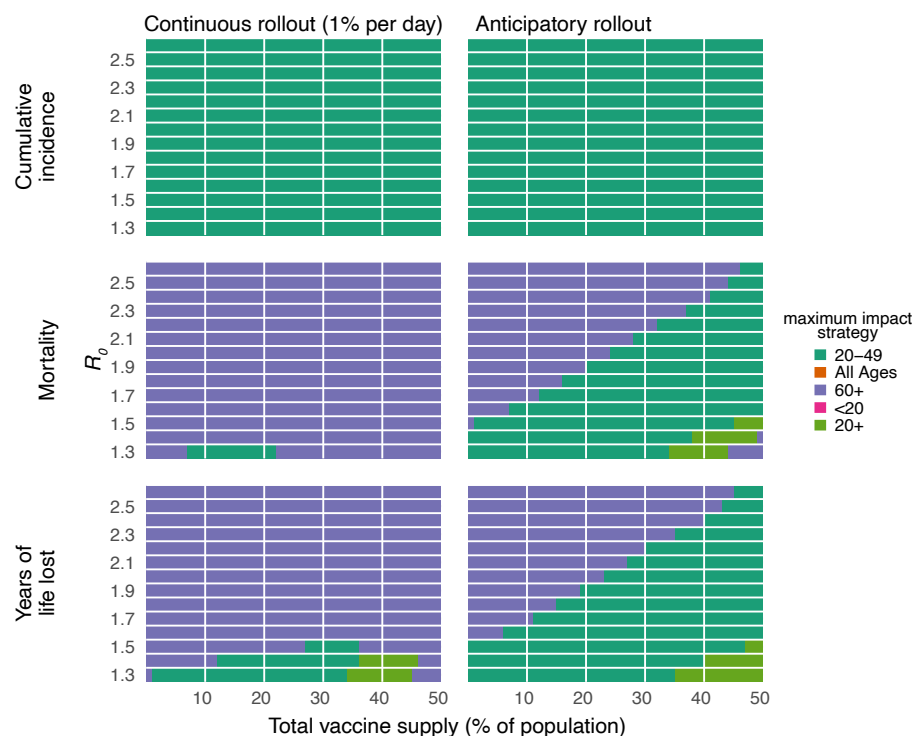 Continuous rollout (1% per day)
Anticipatory rollout
Cumulative
incidence
2.5
2.3
2.1
1.9
1.7
1.5
1.3
Mortality
R0
2.5
2.3
2.1
1.9
1.7
1.5
1.3
maximum impact
strategy
20−49
All Ages
60+
<20
20+
Years of
life lost
2.5
2.3
2.1
1.9
1.7
1.5
1.3
10 20 30 40 50
10 20 30 40 50
Total vaccine supply (% of population)